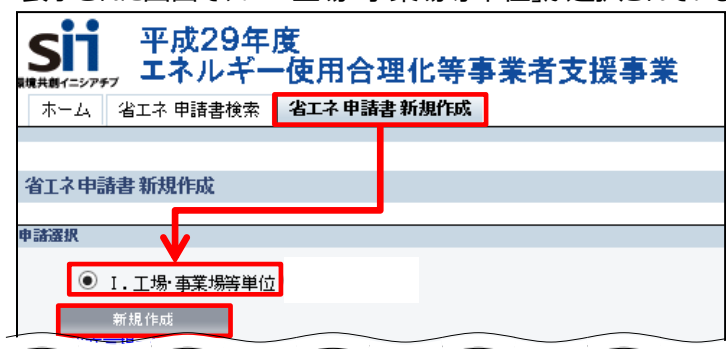 sii
平成29年度
環境共創イニシアチブ
エネルギー使用合理化等事業者支援事業
ホーム 省エネ 申請書検索 省エネ 申請書 新規作成
省エネ 申請書 新規作成
申請選択
Ⅰ.工場・事業場等単位
新規作成